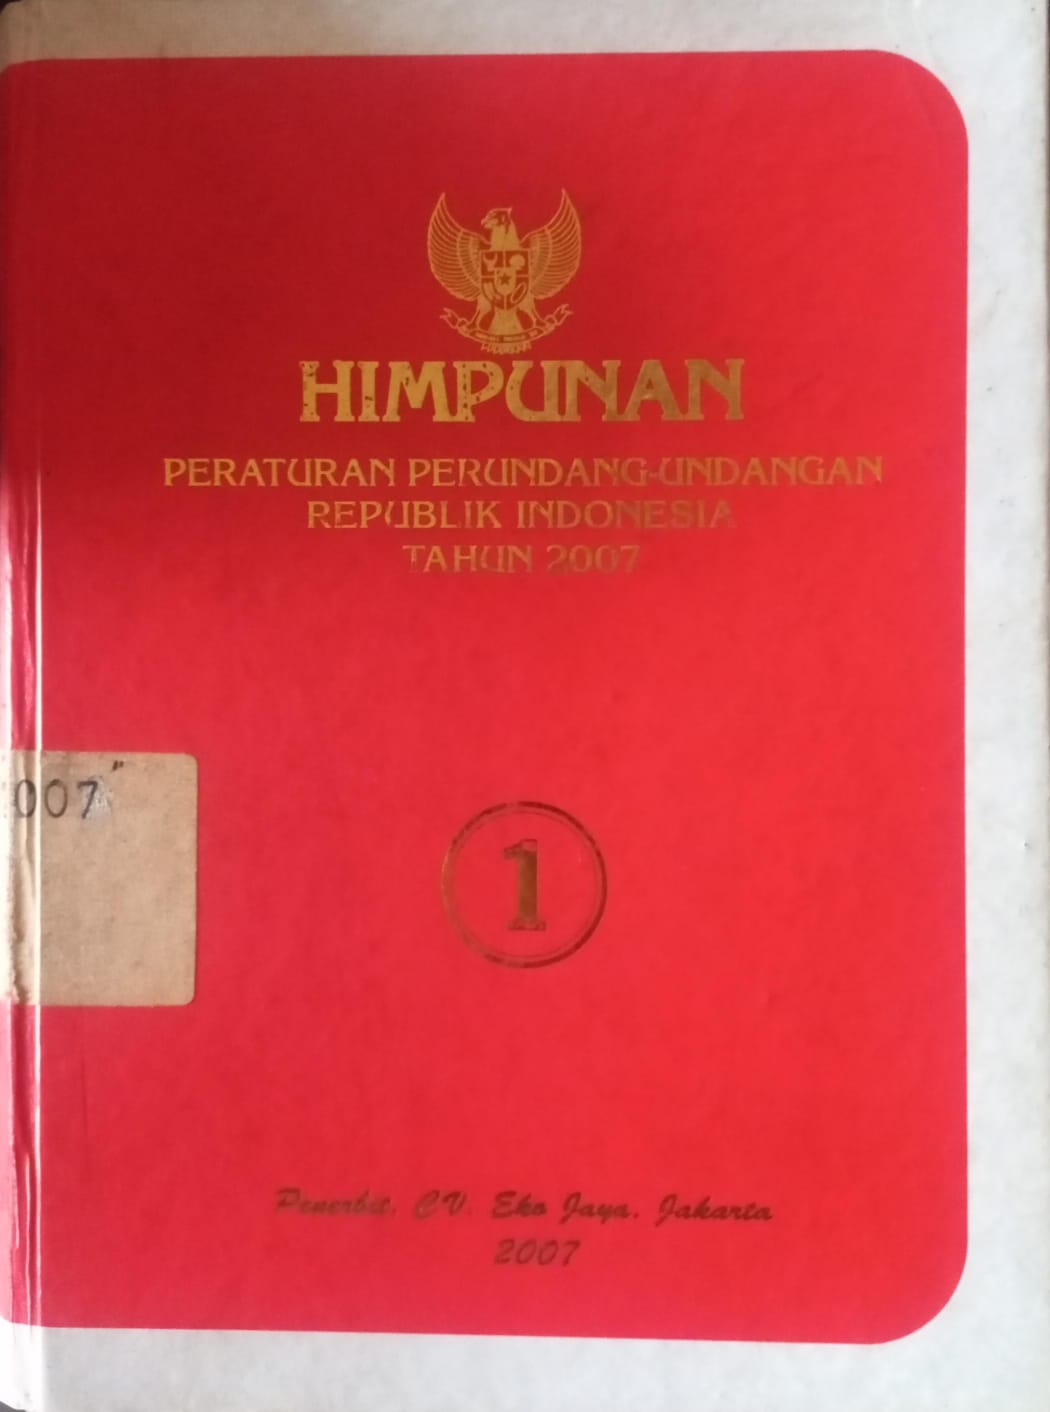 HIMPUNAN
PERATURAN PERUNDANG-UNDANGAN
REPUBLIK INDONESIA
TAHUN 2007
007"
1
Penerbit. CV. Eko Jaya. Jakarta
2007